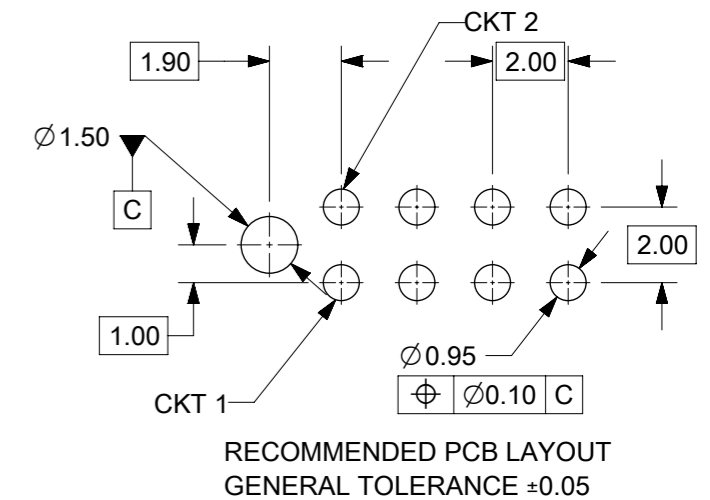 CKT 2
1.90
2.00
∅1.50
C
2.00
1.00
∅0.95
⌖ ∅0.10 C
CKT 1
RECOMMENDED PCB LAYOUT
GENERAL TOLERANCE ±0.05